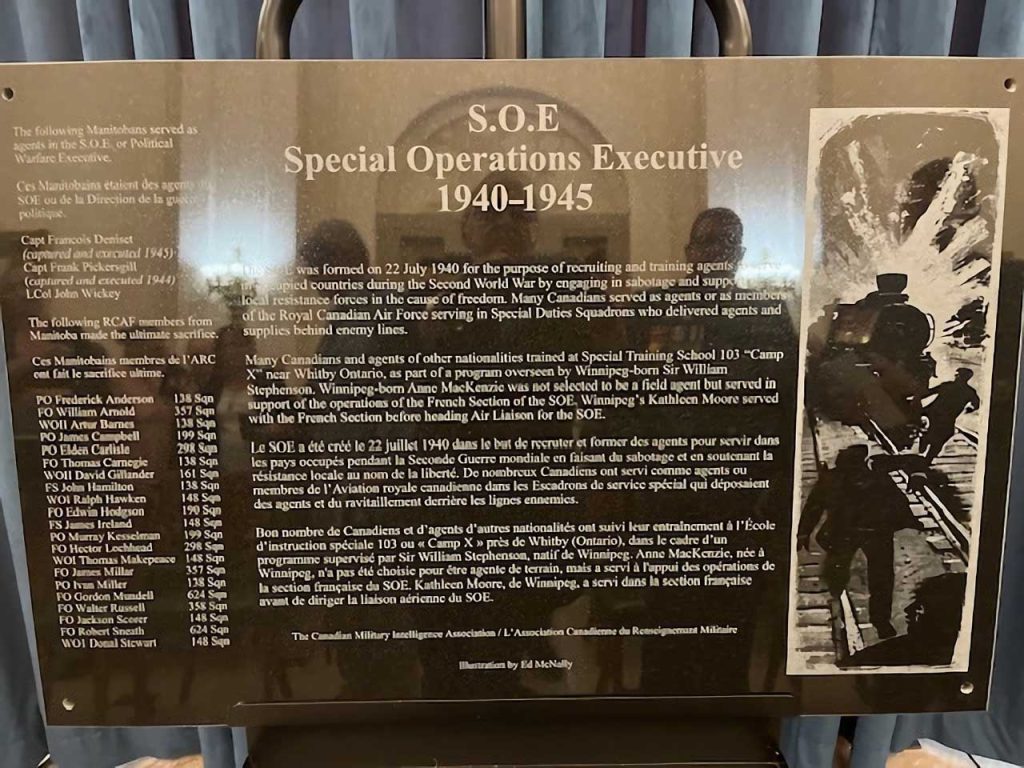 S.O.E
Special Operations Executive
1940–1945
The following Manitobans served as
agents in the S.O.E. or Political
Warfare Executive.
Ces Manitobains étaient des agents du
SOE ou de la Direction de la guerre
politique.
Capt Francois Deniset
(captured and executed 1945)
Capt Frank Pickersgill
(captured and executed 1944)
LCol John Wickey
The following RCAF members from
Manitoba made the ultimate sacrifice.
Ces Manitobains membres de l'ARC
ont fait le sacrifice ultime.
PO Frederick Anderson 138 Sqn
FO William Arnold 357 Sqn
WOII Artur Barnes 138 Sqn
PO James Campbell 199 Sqn
PO Elden Carlisle 298 Sqn
FO Thomas Carnegie 138 Sqn
WOII David Gillander 161 Sqn
FS John Hamilton 138 Sqn
WOI Ralph Hawken 148 Sqn
FO Edwin Hodgson 190 Sqn
FS James Ireland 148 Sqn
PO Murray Kesselman 199 Sqn
FO Hector Lochhead 298 Sqn
WOI Thomas Makepeace 148 Sqn
FO James Millar 357 Sqn
PO Ivan Miller 138 Sqn
FO Gordon Mundell 624 Sqn
FO Walter Russell 358 Sqn
FO Jackson Scorer 148 Sqn
FO Robert Sneath 624 Sqn
WO1 Donal Stewart 148 Sqn
The SOE was formed on 22 July 1940 for the purpose of recruiting and training agents to serve
in occupied countries during the Second World War by engaging in sabotage and supporting
local resistance forces in the cause of freedom. Many Canadians served as agents or as members
of the Royal Canadian Air Force serving in Special Duties Squadrons who delivered agents and
supplies behind enemy lines.
Many Canadians and agents of other nationalities trained at Special Training School 103 “Camp
X” near Whitby Ontario, as part of a program overseen by Winnipeg-born Sir William
Stephenson. Winnipeg-born Anne MacKenzie was not selected to be a field agent but served in
support of the operations of the French Section of the SOE. Winnipeg's Kathleen Moore served
with the French Section before heading Air Liaison for the SOE.
Le SOE a été créé le 22 juillet 1940 dans le but de recruter et former des agents pour servir dans
les pays occupés pendant la Seconde Guerre mondiale en faisant du sabotage et en soutenant la
résistance locale au nom de la liberté. De nombreux Canadiens ont servi comme agents ou
membres de l'Aviation royale canadienne dans les Escadrons de service spécial qui déposaient
des agents et du ravitaillement derrière les lignes ennemies.
Bon nombre de Canadiens et d'agents d'autres nationalités ont suivi leur entraînement à l'École
d'instruction spéciale 103 ou « Camp X » près de Whitby (Ontario), dans le cadre d'un
programme supervisé par Sir William Stephenson, natif de Winnipeg. Anne MacKenzie, née à
Winnipeg, n'a pas été choisie pour être agente de terrain, mais a servi à l'appui des opérations de
la section française du SOE. Kathleen Moore, de Winnipeg, a servi dans la section française
avant de diriger la liaison aérienne du SOE.
The Canadian Military Intelligence Association / L'Association Canadienne du Renseignement Militaire
Illustration by Ed McNally